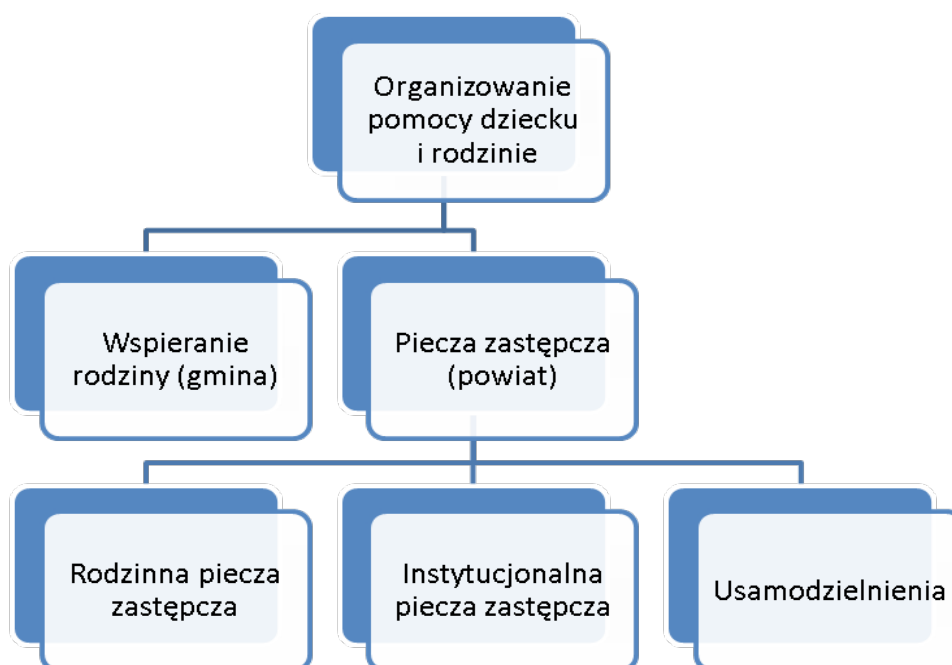 Organizowanie
pomocy dziecku
i rodzinie
Wspieranie
rodziny (gmina)
Piecza zastępcza
(powiat)
Rodzinna piecza
zastępcza
Instytucjonalna
piecza zastępcza
Usamodzielnienia